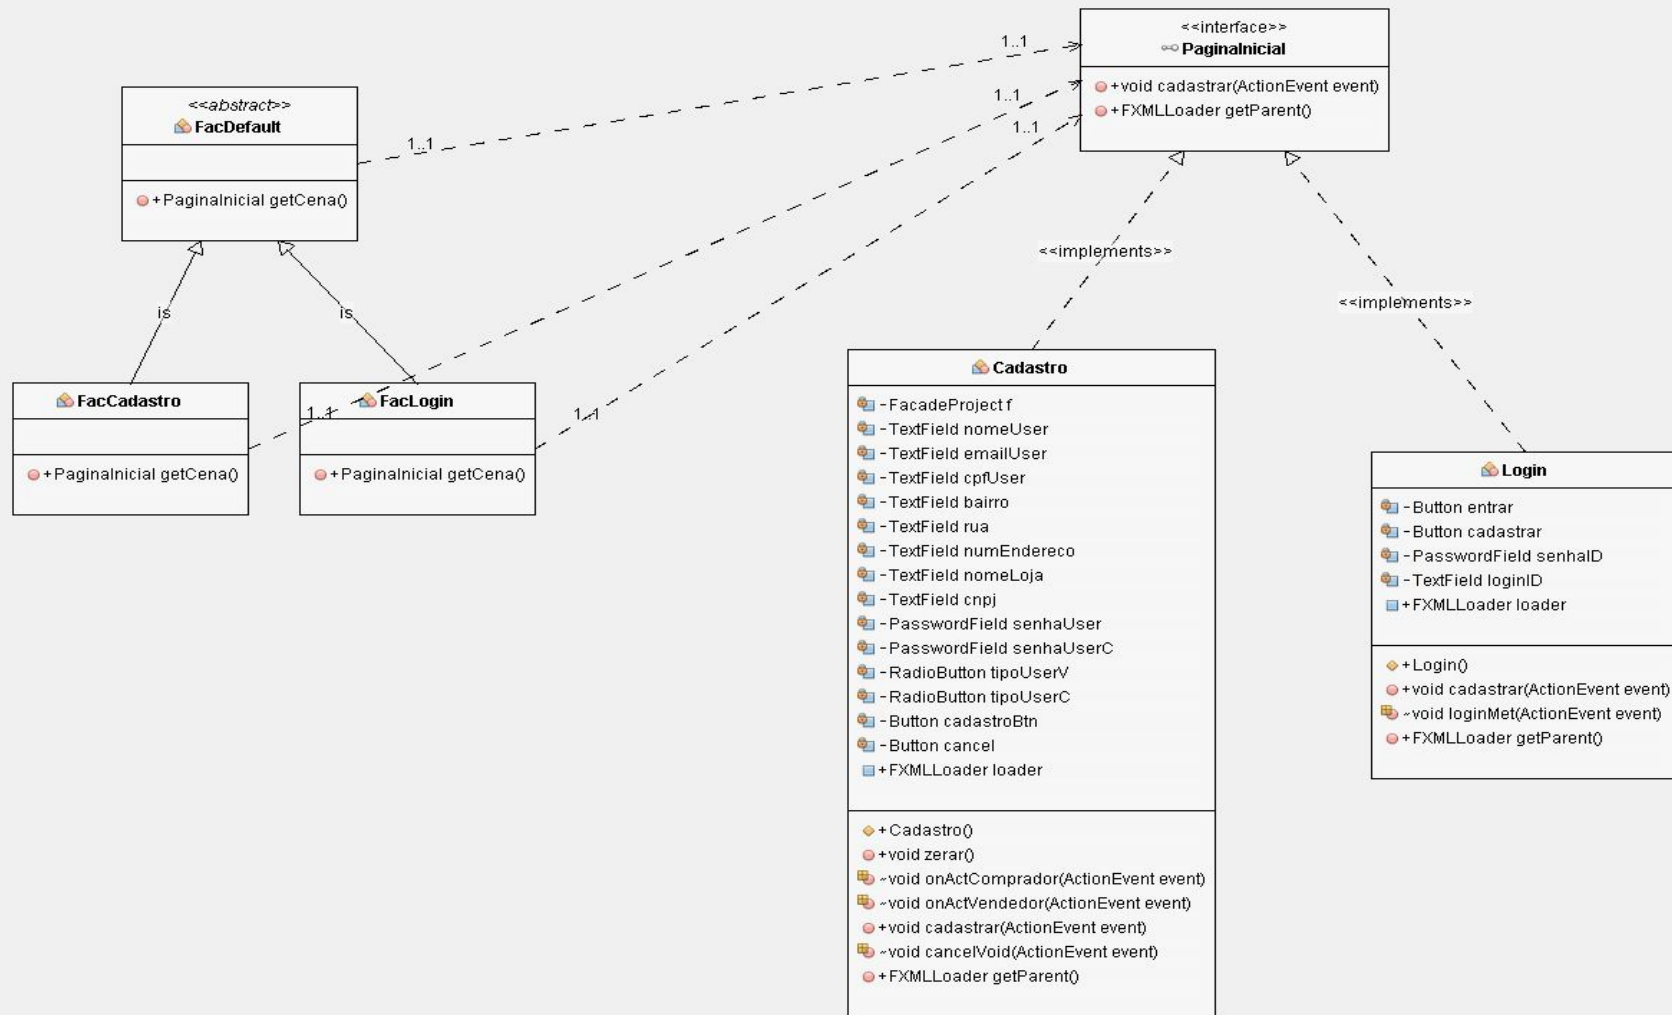 <<interface>>
PaginaInicial
+void cadastrar(ActionEvent event)
+FXMLLoader getParent()
1..1
1..1
1..1
<<abstract>>
FacDefault
+PaginaInicial getCena()
1..1
is
is
FacCadastro
+PaginaInicial getCena()
1..1
FacLogin
+PaginaInicial getCena()
1..1
<<implements>>
<<implements>>
Cadastro
-FacadeProject f
-TextField nomeUser
-TextField emailUser
-TextField cpfUser
-TextField bairro
-TextField rua
-TextField numEndereco
-TextField nomeLoja
-TextField cnpj
-PasswordField senhaUser
-PasswordField senhaUserC
-RadioButton tipoUserV
-RadioButton tipoUserC
-Button cadastroBtn
-Button cancel
+FXMLLoader loader
+Cadastro()
+void zerar()
~void onActComprador(ActionEvent event)
~void onActVendedor(ActionEvent event)
+void cadastrar(ActionEvent event)
~void cancelVoid(ActionEvent event)
+FXMLLoader getParent()
Login
-Button entrar
-Button cadastrar
-PasswordField senhaID
-TextField loginID
+FXMLLoader loader
+Login()
+void cadastrar(ActionEvent event)
~void loginMet(ActionEvent event)
+FXMLLoader getParent()